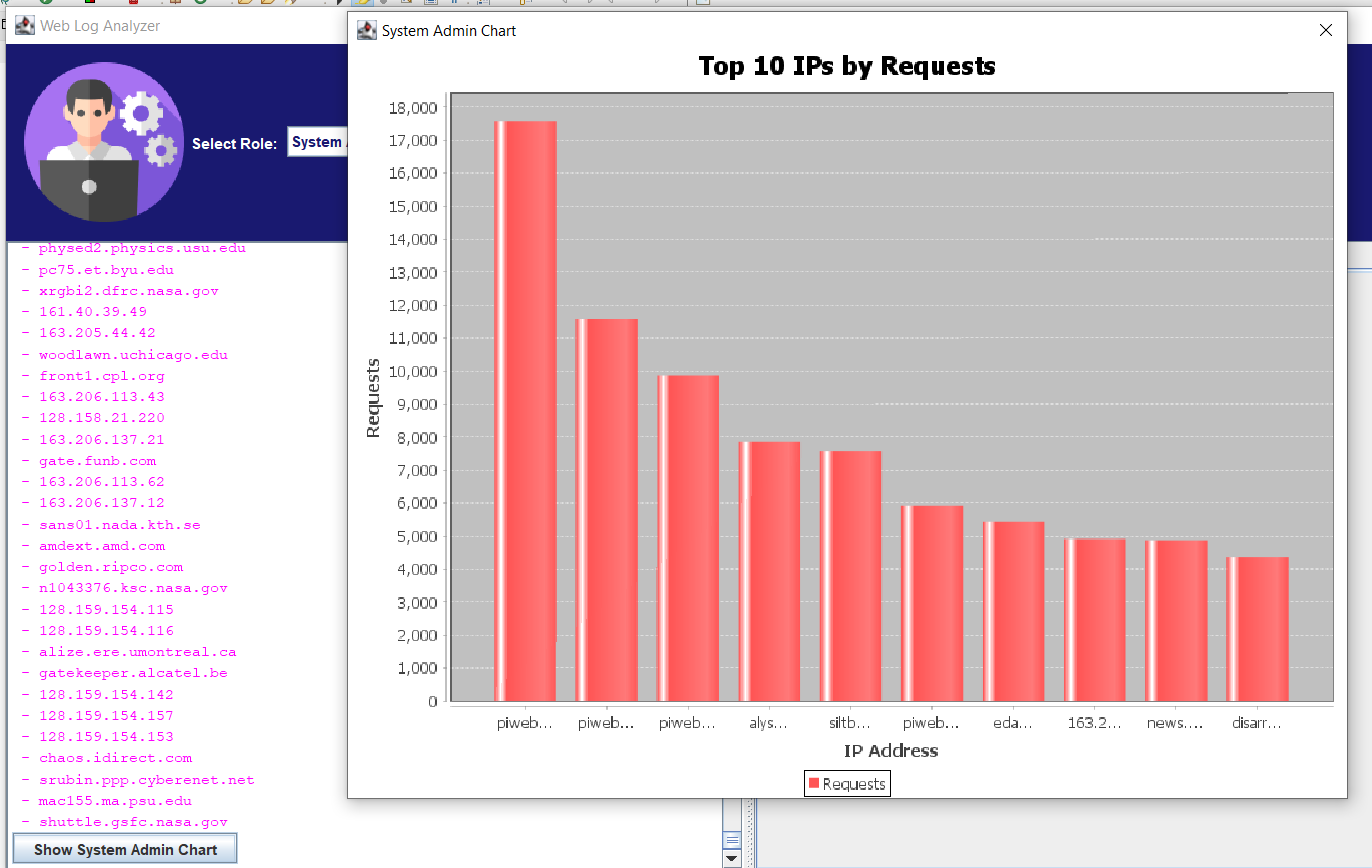 Web Log Analyzer
Select Role:
System
physed2.physics.usu.edu
- pc75.et.byu.edu
- xrgbi2.dfrc.nasa.gov
- 161.40.39.49
- 163.205.44.42
- woodlawn.uchicago.edu
- front1.cpl.org
- 163.206.113.43
- 128.158.21.220
- 163.206.137.21
- gate.funb.com
- 163.206.113.62
- 163.206.137.12
- sans01.nada.kth.se
- amdext.amd.com
- golden.ripco.com
- n1043376.ksc.nasa.gov
- 128.159.154.115
- 128.159.154.116
- alize.ere.umontreal.ca
- gatekeeper.alcatel.be
- 128.159.154.142
- 128.159.154.157
- 128.159.154.153
- chaos.idirect.com
- srubin.ppp.cyberenet.net
- mac155.ma.psu.edu
- shuttle.gsfc.nasa.gov
Show System Admin Chart
System Admin Chart
Top 10 IPs by Requests
Requests
18,000
17,000
16,000
15,000
14,000
13,000
12,000
11,000
10,000
9,000
8,000
7,000
6,000
5,000
4,000
3,000
2,000
1,000
0
piweb... piweb... piweb... alys... siltb... piweb... eda... 163.2... news.... disarr...
IP Address
Requests